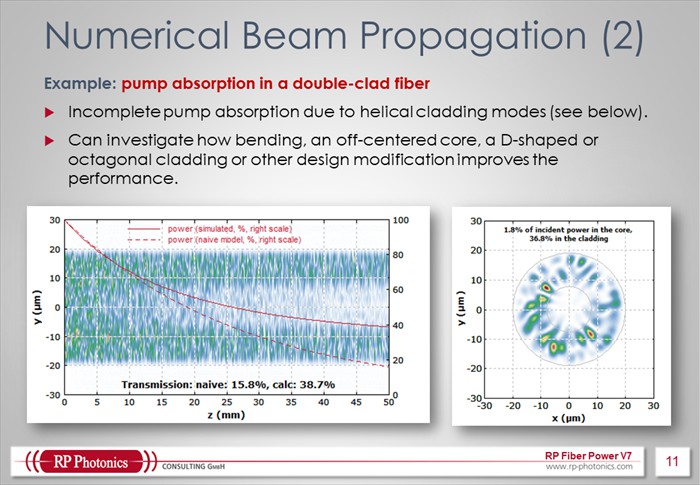 Numerical Beam Propagation (2)
Example: pump absorption in a double-clad fiber
Incomplete pump absorption due to helical cladding modes (see below).
Can investigate how bending, an off-centered core, a D-shaped or
octagonal cladding or other design modification improves the
performance.
30
20
10
0
-10
-20
-30
y (μm)
power (simulated, %, right scale)
power (naive model, %, right scale)
Transmission: naive: 15.8%, calc: 38.7%
100
80
60
40
20
0
0 5 10 15 20 25 30 35 40 45 50
z (mm)
30
20
10
0
-10
-20
-30
y (μm)
1.8% of incident power in the core,
36.8% in the cladding
-30 -20 -10 0 10 20 30
x (μm)
RP Photonics
CONSULTING GmbH
RP Fiber Power V7
www.rp-photonics.com
11